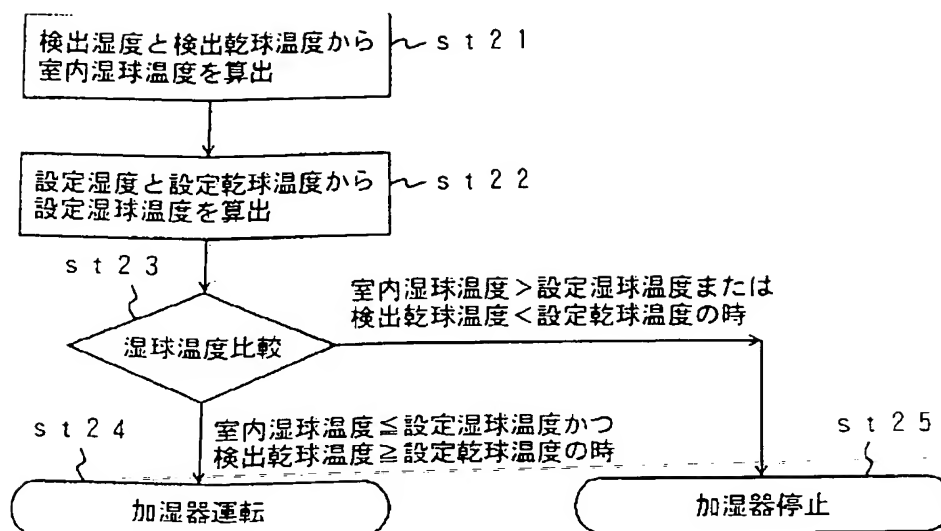 検出湿度と検出乾球温度から
室内湿球温度を算出
st21
設定湿度と設定乾球温度から
設定湿球温度を算出
st22
st23
湿球温度比較
室内湿球温度>設定湿球温度または
検出乾球温度<設定乾球温度の時
室内湿球温度≦設定湿球温度かつ
検出乾球温度≧設定乾球温度の時
st24
加湿器運転
st25
加湿器停止